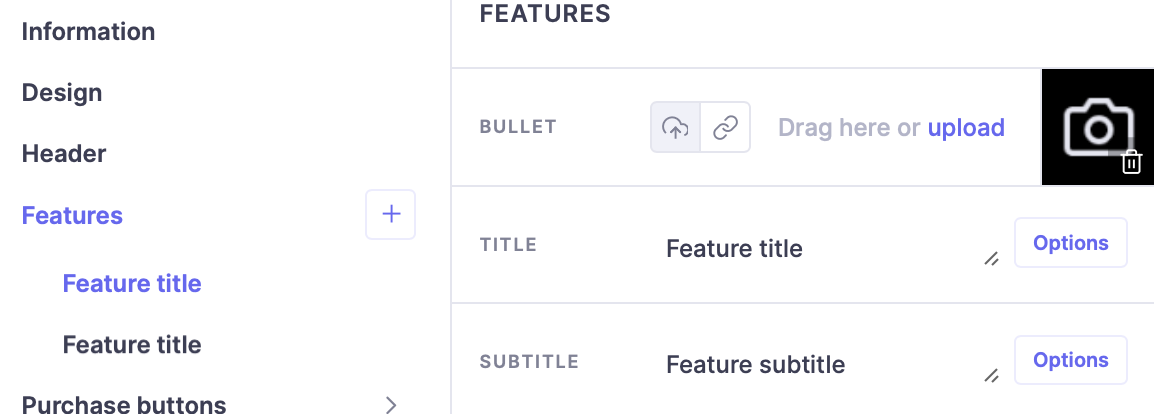 Information
Design
Header
Features
Feature title
Feature title
Purchase buttons
FEATURES
BULLET
Drag here or upload
TITLE
Feature title
Options
SUBTITLE
Feature subtitle
Options